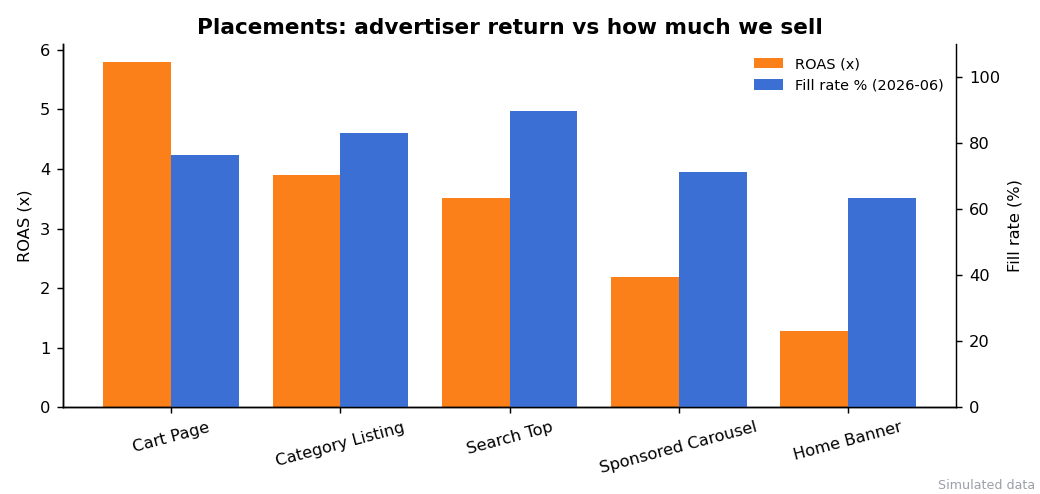 Placements: advertiser return vs how much we sell
ROAS (x)
Fill rate % (2026-06)
ROAS (x)
6
5
4
3
2
1
0
Fill rate (%)
100
80
60
40
20
0
Cart Page
Category Listing
Search Top
Sponsored Carousel
Home Banner
Simulated data